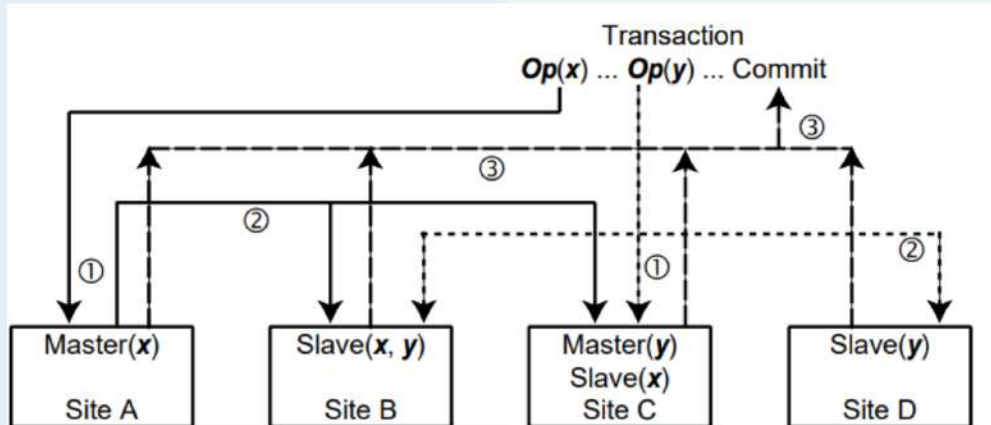 Transaction
Op(x) ... Op(y) ... Commit
③
③
②
②
①
①
Master(x)
Site A
Slave(x, y)
Site B
Master(y)
Slave(x)
Site C
Slave(y)
Site D